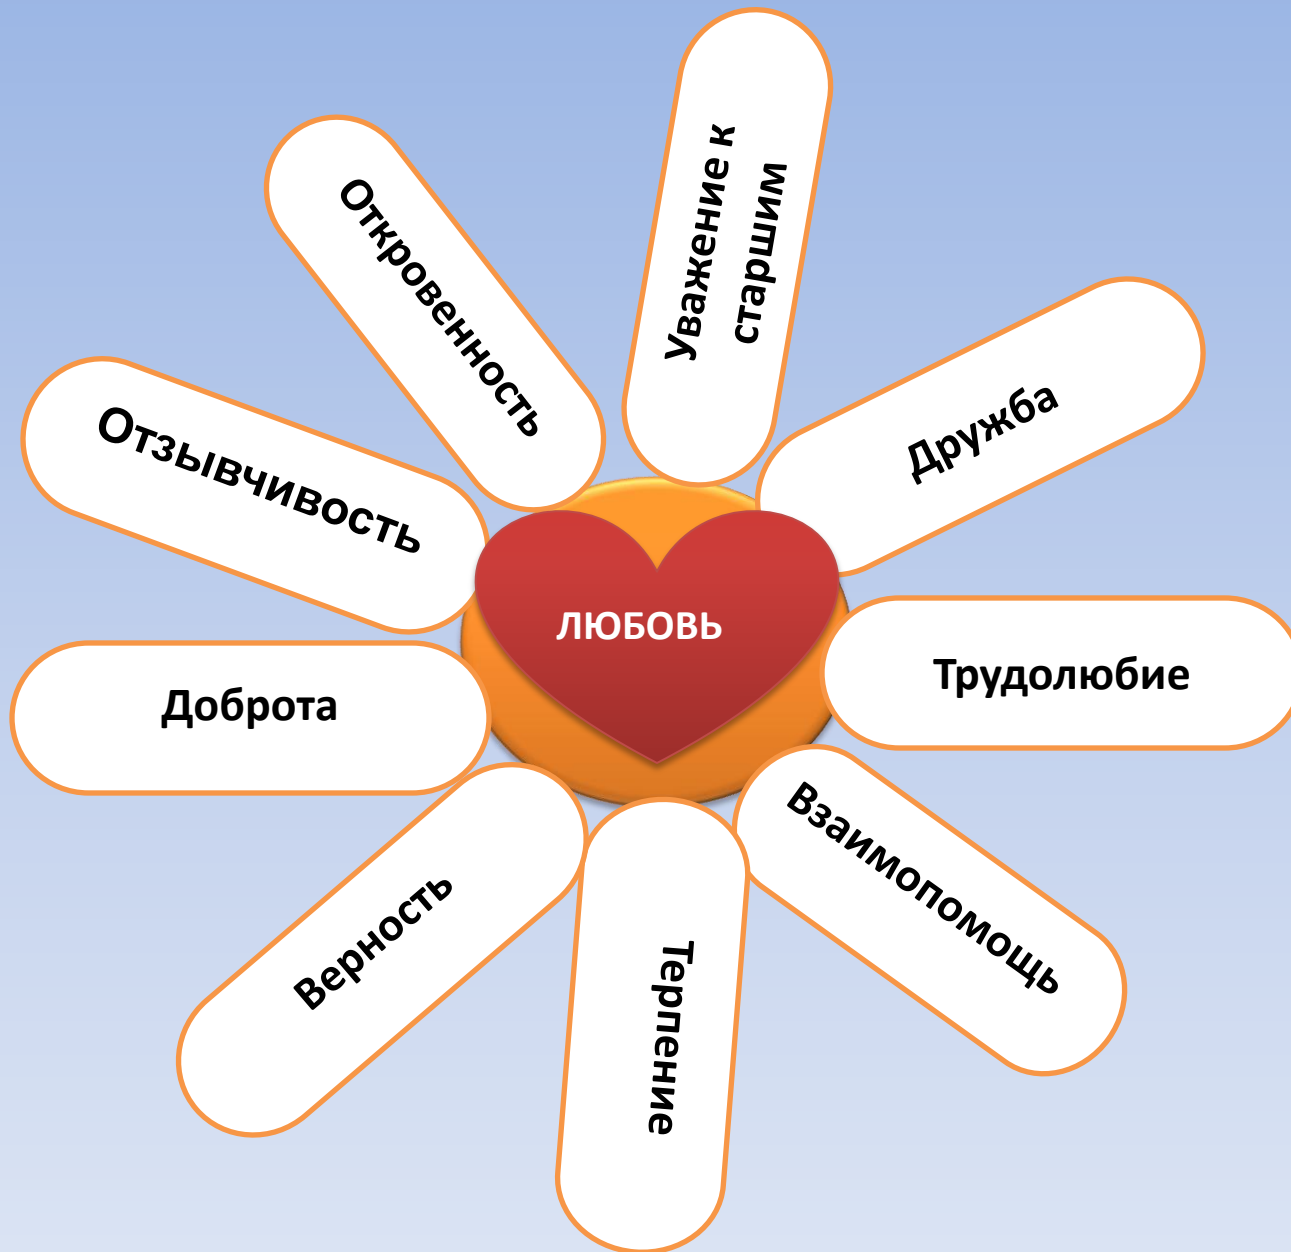 Уважение к
старшим
Откровенность
Дружба
Отзывчивость
ЛЮБОВЬ
Трудолюбие
Доброта
Взаимопомощь
Верность
Терпение